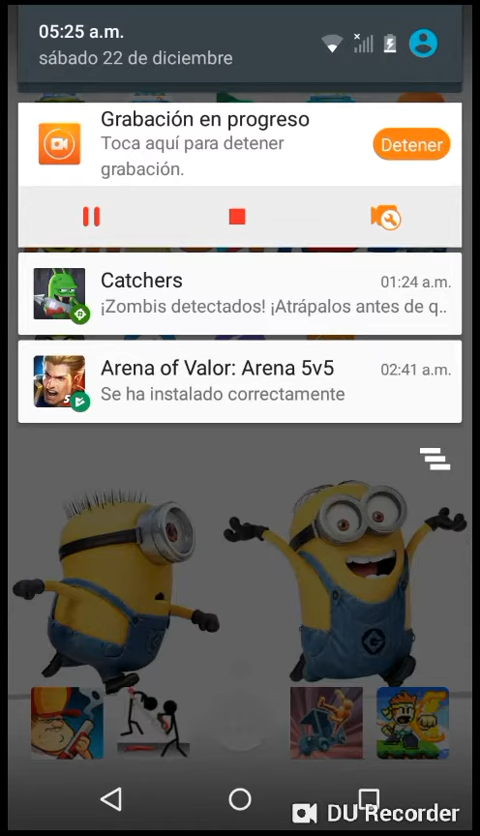 05:25 a.m.
sábado 22 de diciembre
Grabación en progreso
Toca aquí para detener
grabación.
Detener
Catchers
01:24 a.m.
¡Zombis detectados! ¡Atrápalos antes de q..
Arena of Valor: Arena 5v5
02:41 a.m.
Se ha instalado correctamente
DU Recorder